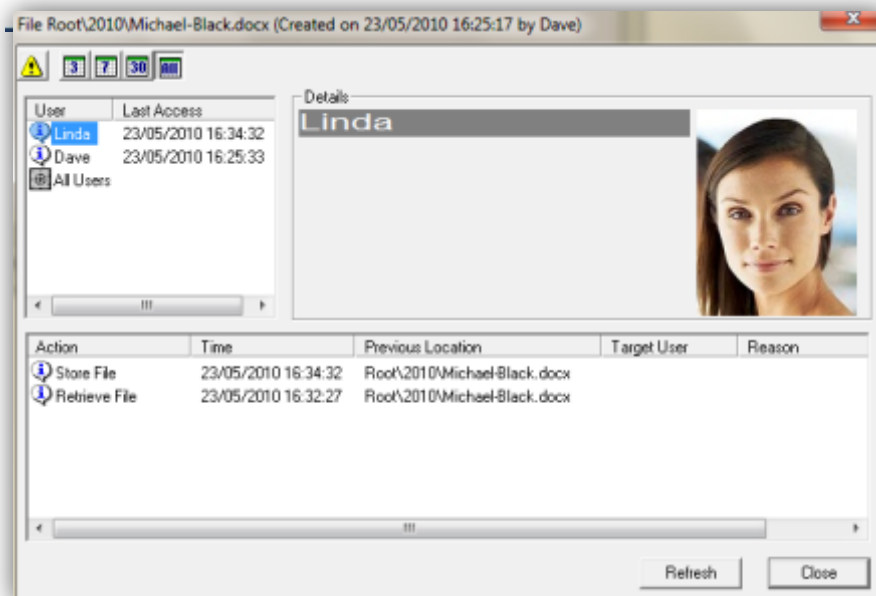 File Root\2010\Michael-Black.docx (Created on 23/05/2010 16:25:17 by Dave)
3 7 30 All
User Last Access
Linda 23/05/2010 16:34:32
Dave 23/05/2010 16:25:33
All Users
Details
Linda
Action Time Previous Location Target User Reason
Store File 23/05/2010 16:34:32 Root\2010\Michael-Black.docx
Retrieve File 23/05/2010 16:32:27 Root\2010\Michael-Black.docx
Refresh Close